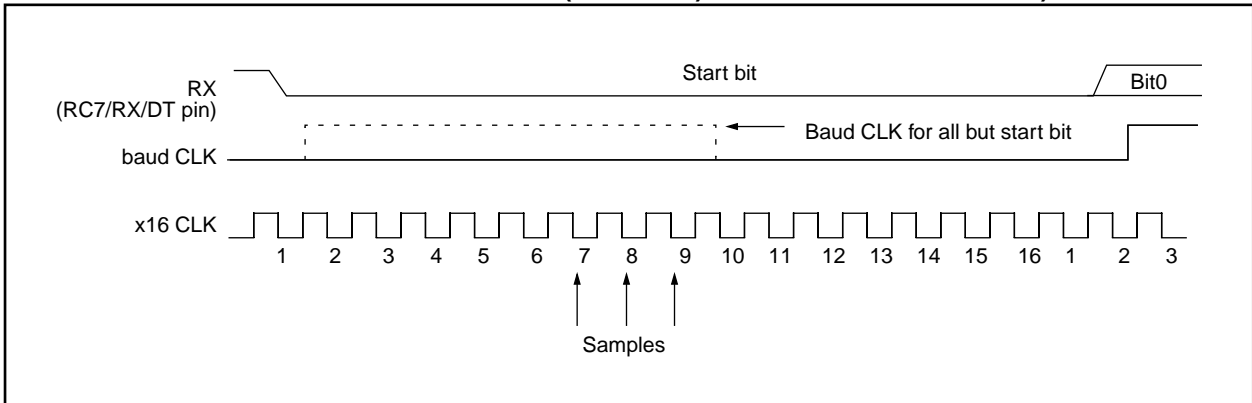 Start bit
RX
(RC7/RX/DT pin)
Bit0
Baud CLK for all but start bit
baud CLK
x16 CLK
1 2 3 4 5 6 7 8 9 10 11 12 13 14 15 16 1 2 3
Samples